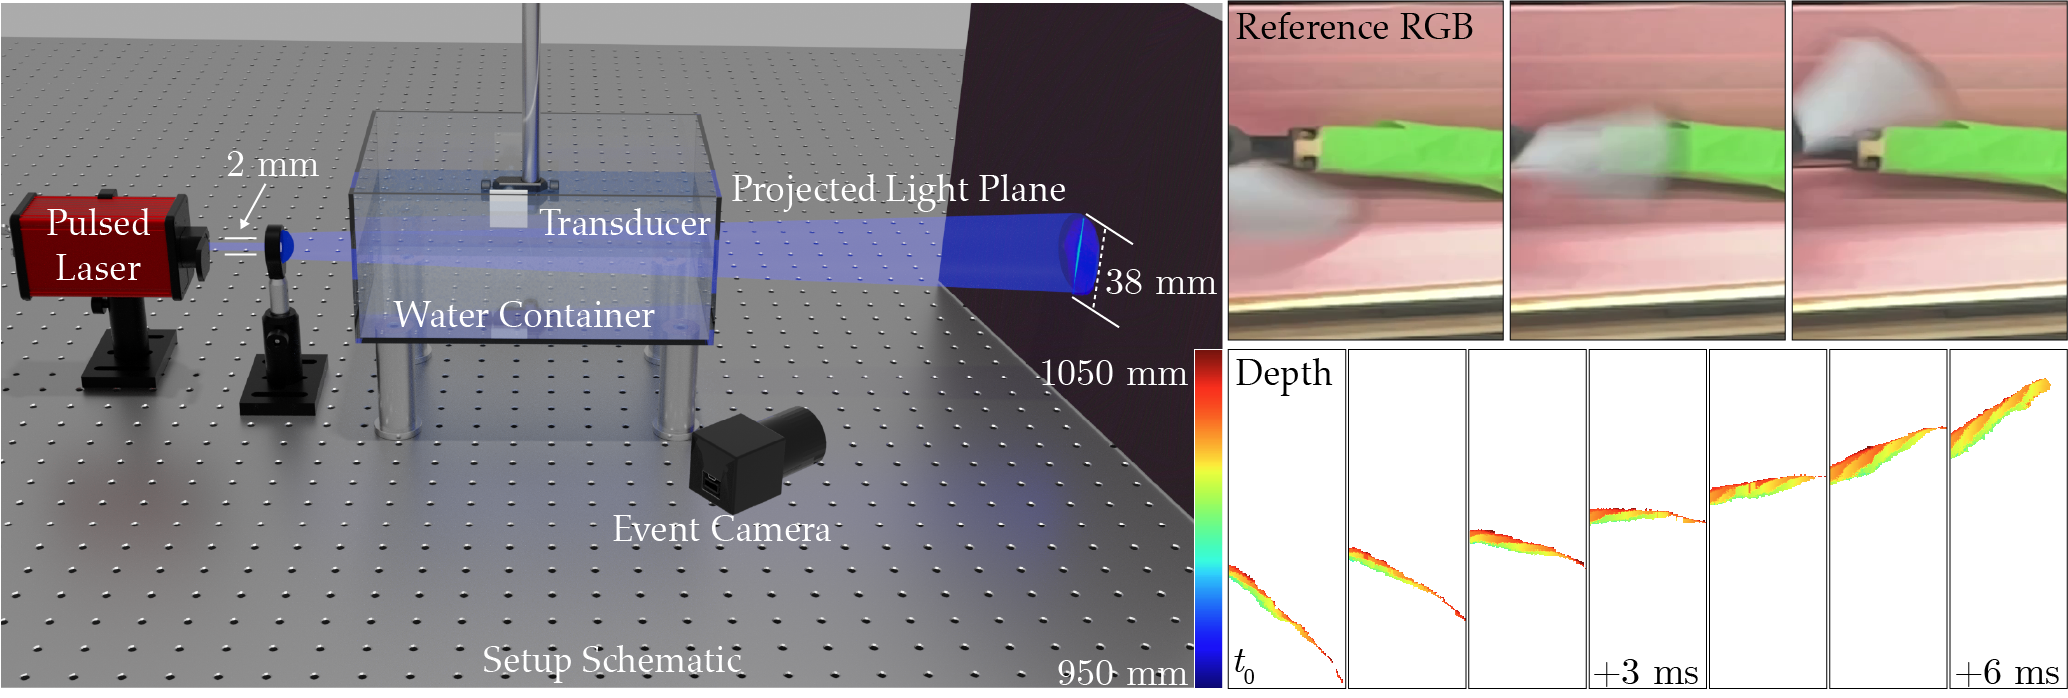 2 mm
Pulsed
Laser
Transducer
Projected Light Plane
38 mm
Water Container
Event Camera
Setup Schematic
1050 mm
950 mm
Reference RGB
Depth
t₀
+3 ms
+6 ms